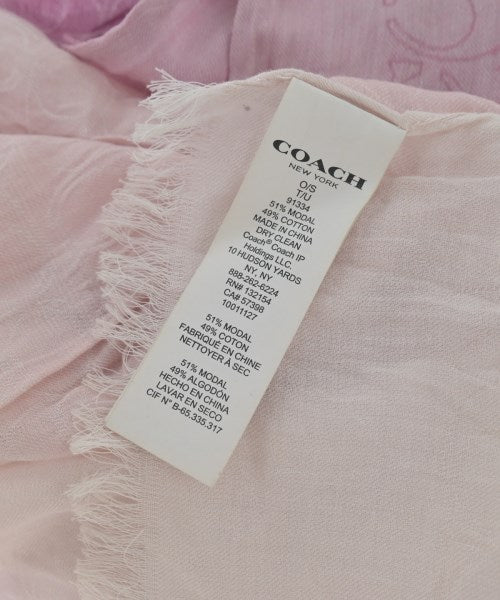 COACH
NEW YORK
O/S
T/U
91334
51% MODAL
49% COTTON
MADE IN CHINA
DRY CLEAN
Coach® Coach IP
Holdings LLC,
10 HUDSON YARDS
NY, NY
888-262-6224
RN# 132154
CA# 57398
10011127
51% MODAL
49% COTON
FABRIQUÉ EN CHINE
NETTOYER À SEC
51% MODAL
49% ALGODÓN
HECHO EN CHINA
LAVAR EN SECO
CIF N° B-65.335.317